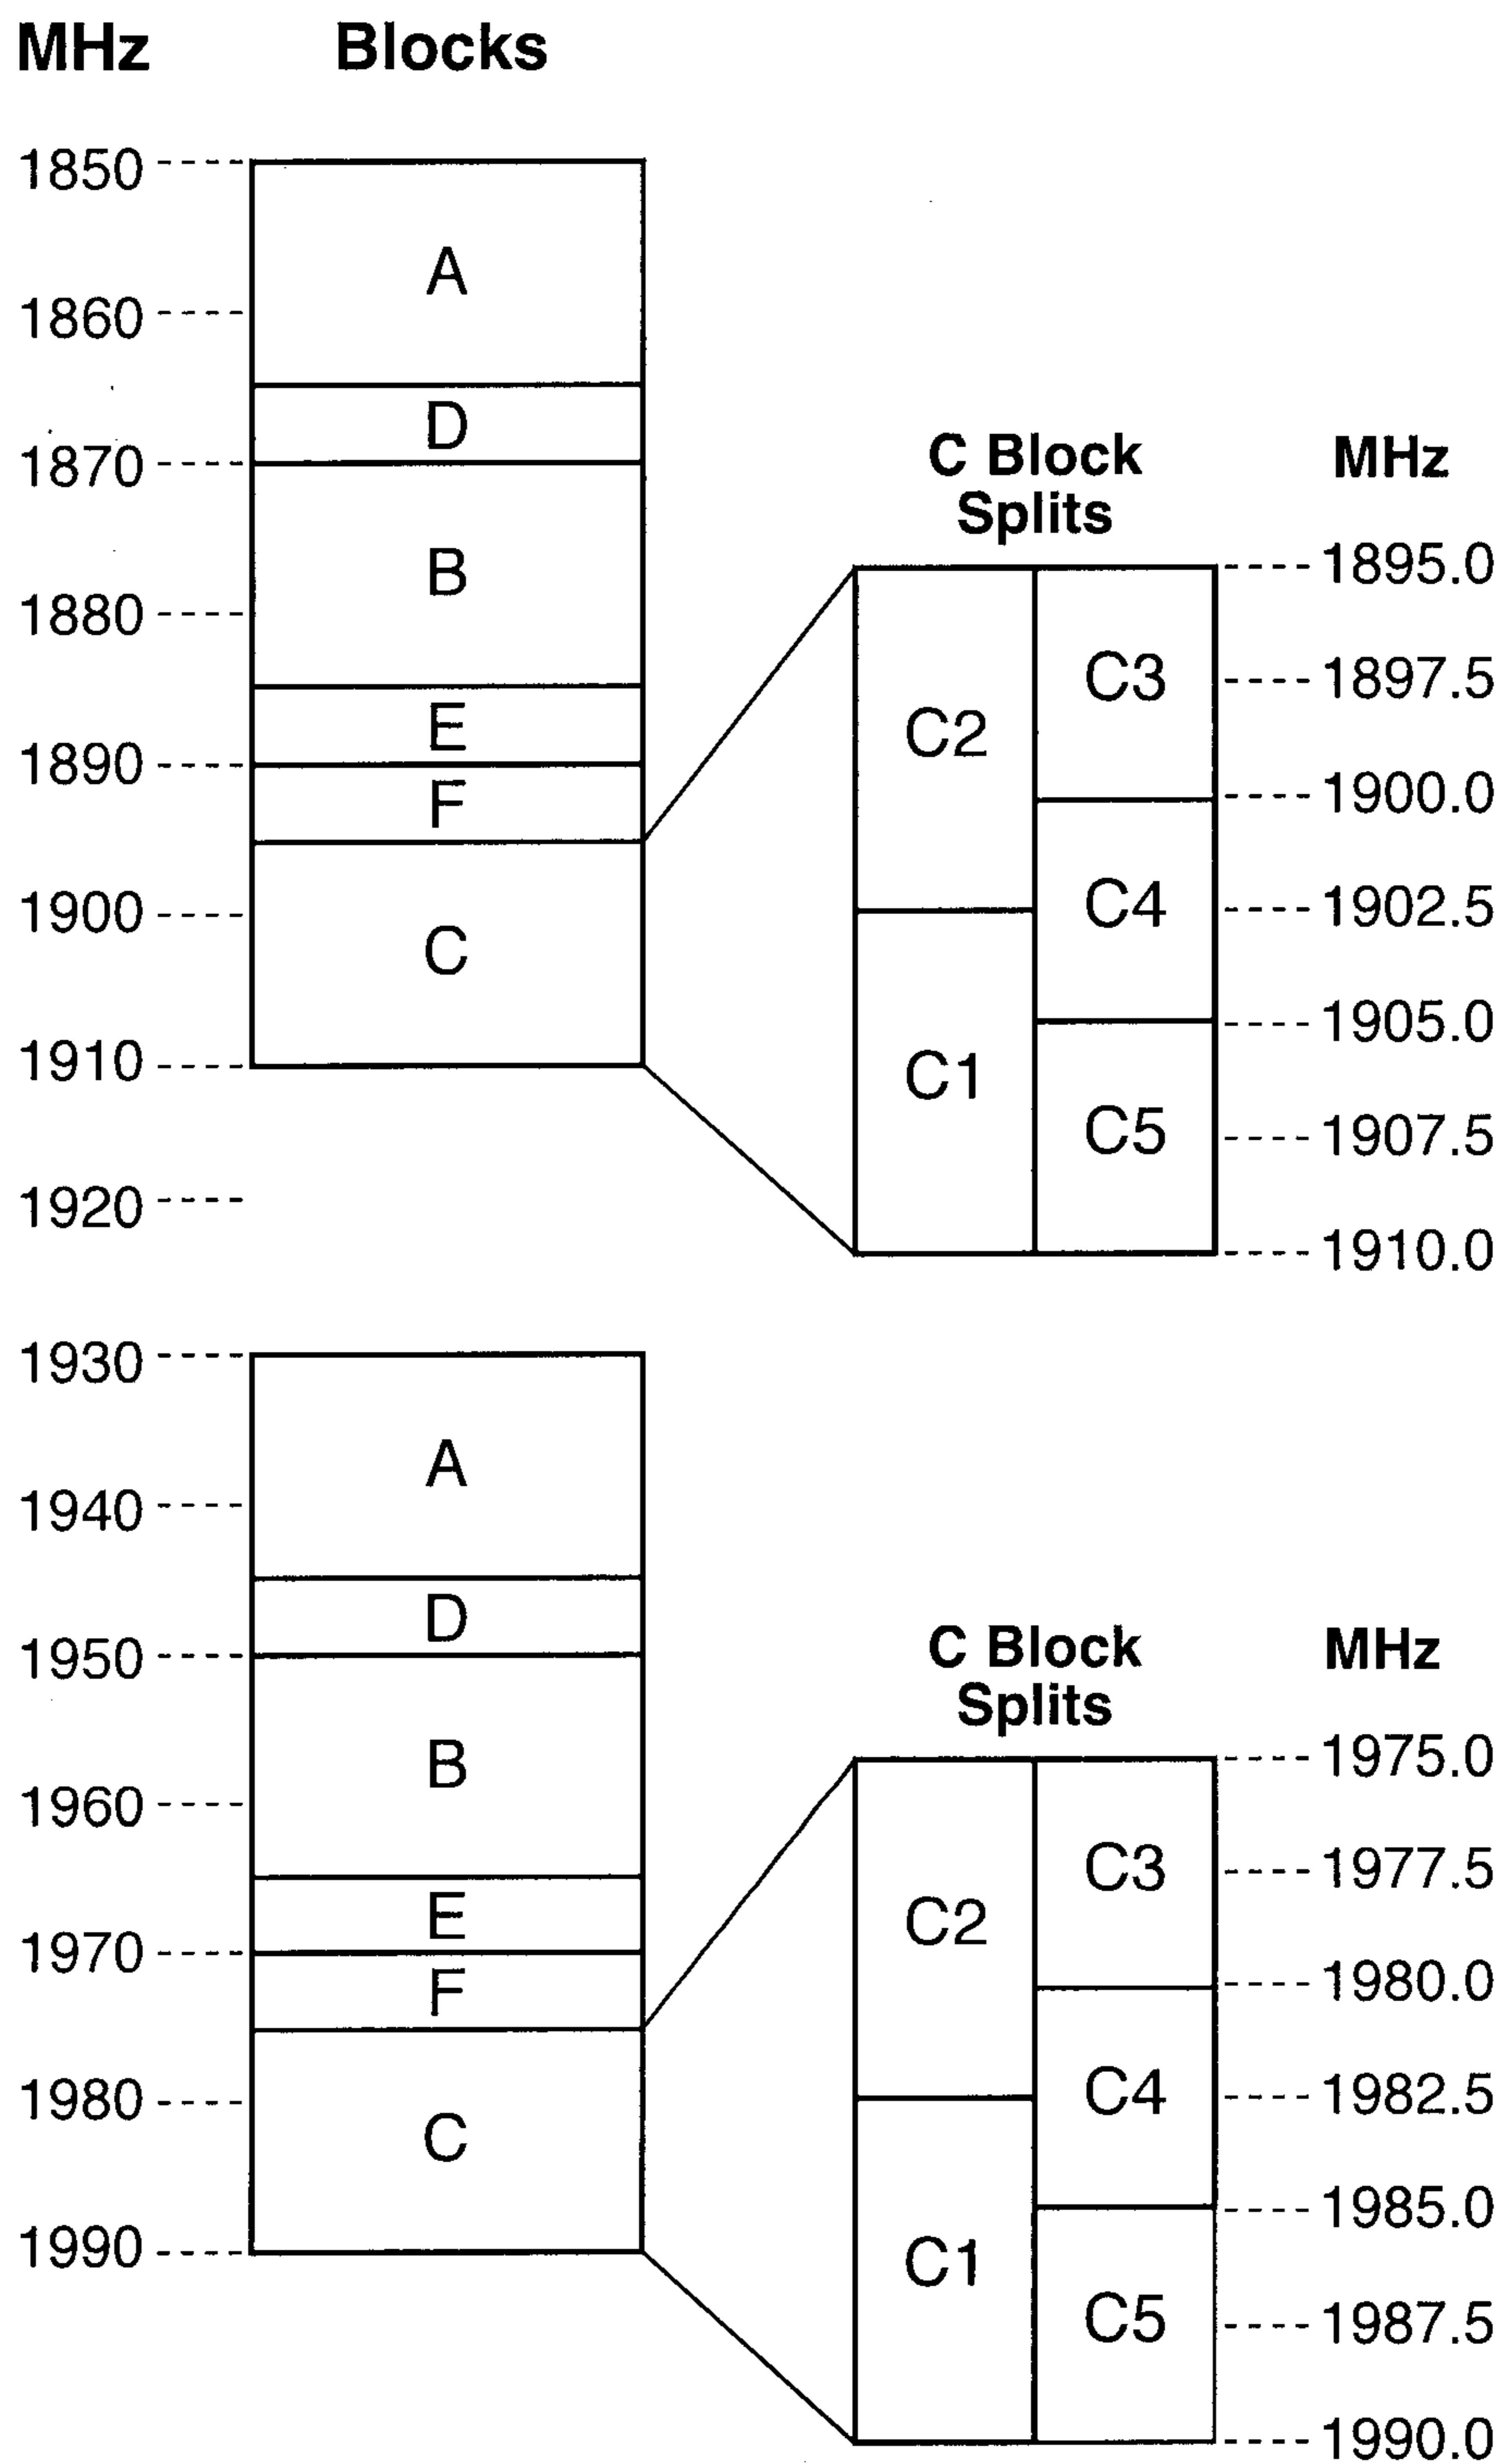 MHz Blocks
1850
A
1860
D
1870
B
1880
E
1890
F
1900
C
1910
1920
C Block
Splits
MHz
1895.0
C3
1897.5
C2
1900.0
C4
1902.5
1905.0
C1
C5
1907.5
1910.0
1930
A
1940
D
1950
B
1960
E
1970
F
1980
C
1990
C Block
Splits
MHz
1975.0
C3
1977.5
C2
1980.0
C4
1982.5
1985.0
C1
C5
1987.5
1990.0